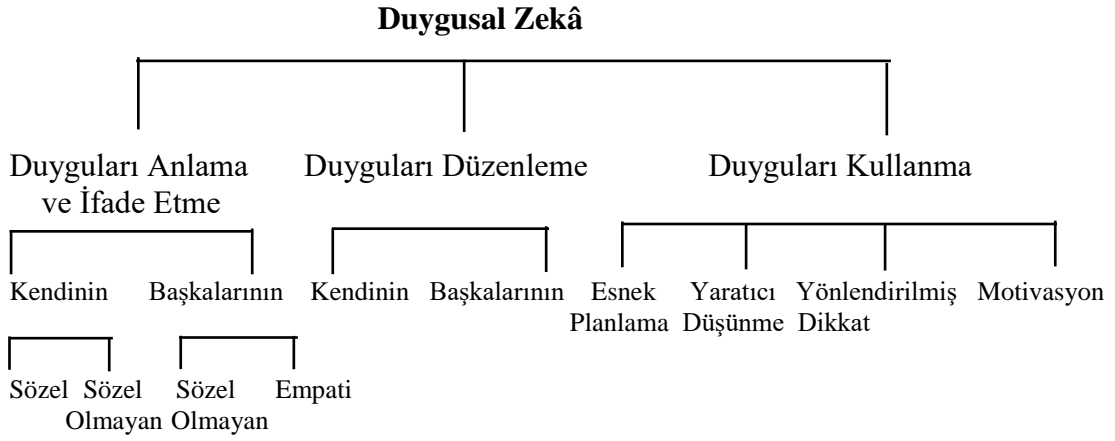 Duygusal Zekâ
Duyguları Anlama Duyguları Düzenleme Duyguları Kullanma
ve İfade Etme
Kendinin Başkalarının Kendinin Başkalarının Esnek Yaratıcı Yönlendirilmiş Motivasyon
Planlama Düşünme Dikkat
Sözel Sözel Sözel Empati
Olmayan Olmayan